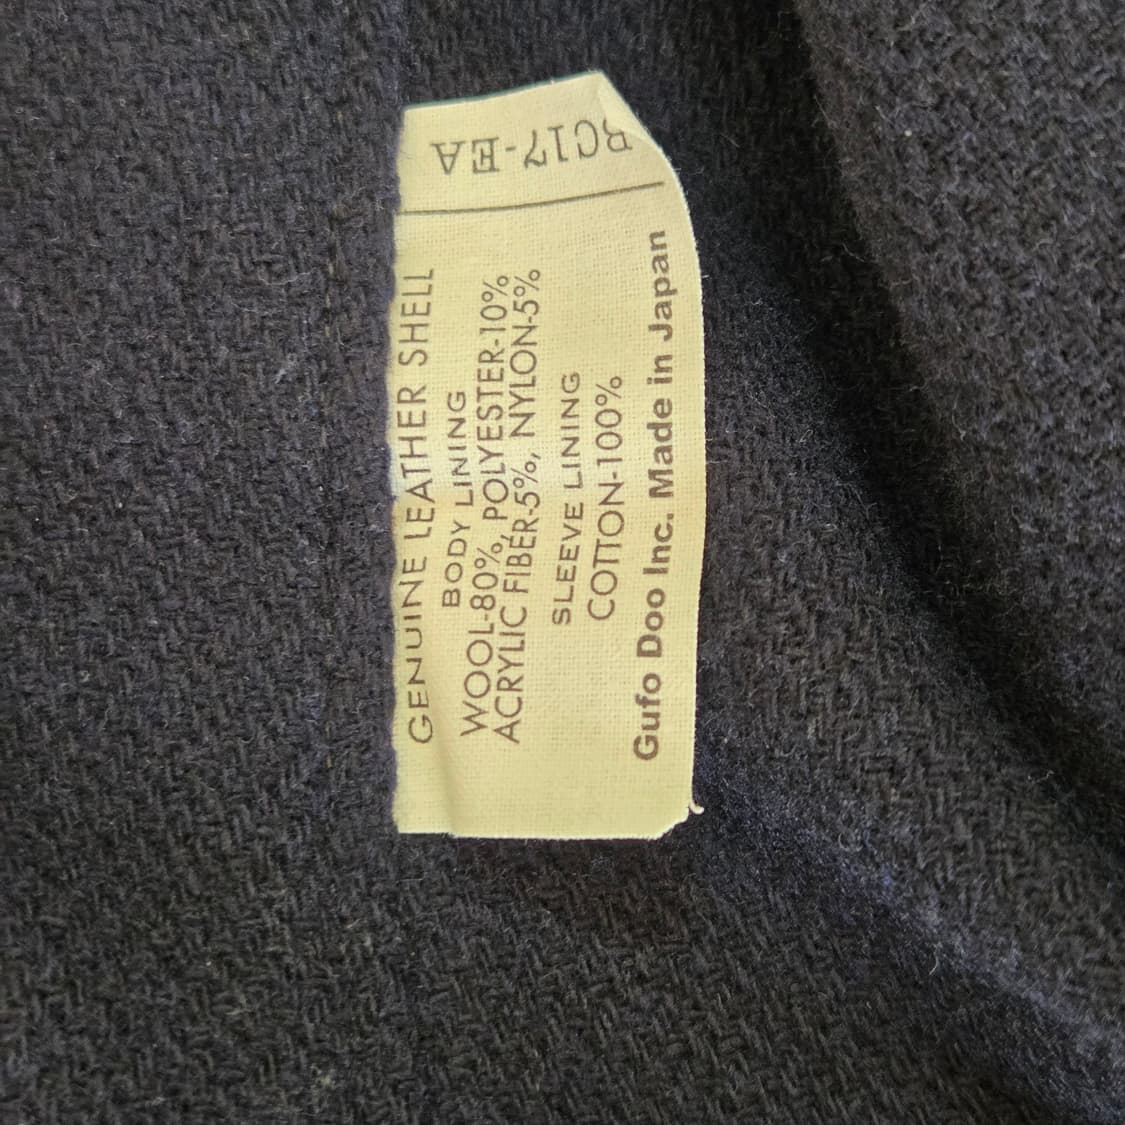 GENUINE LEATHER SHELL
BODY LINING
WOOL-80%, POLYESTER-10%
ACRYLIC FIBER-5%, NYLON-5%
SLEEVE LINING
COTTON-100%
Gufo Doo Inc. Made in Japan
RC17-EA